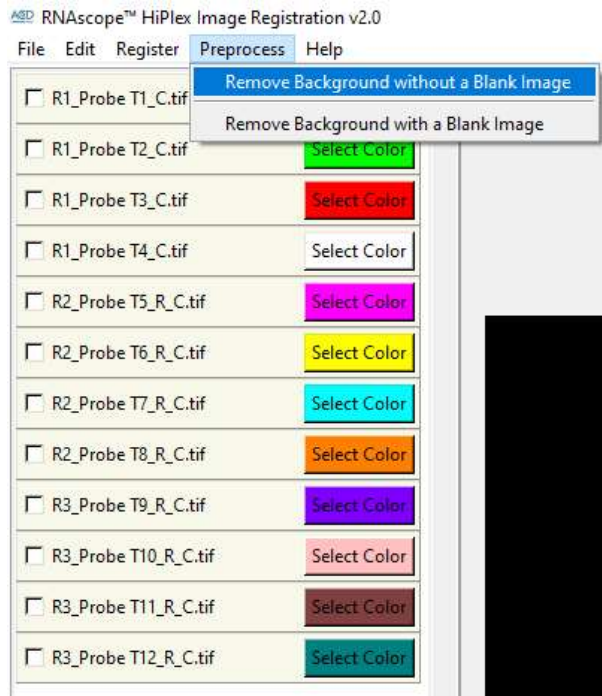 ACD RNAscope™ HiPlex Image Registration v2.0
File Edit Register Preprocess Help
Remove Background without a Blank Image
Remove Background with a Blank Image
R1_Probe T1_C.tif
R1_Probe T2_C.tif Select Color
R1_Probe T3_C.tif Select Color
R1_Probe T4_C.tif Select Color
R2_Probe T5_R_C.tif Select Color
R2_Probe T6_R_C.tif Select Color
R2_Probe T7_R_C.tif Select Color
R2_Probe T8_R_C.tif Select Color
R3_Probe T9_R_C.tif Select Color
R3_Probe T10_R_C.tif Select Color
R3_Probe T11_R_C.tif Select Color
R3_Probe T12_R_C.tif Select Color